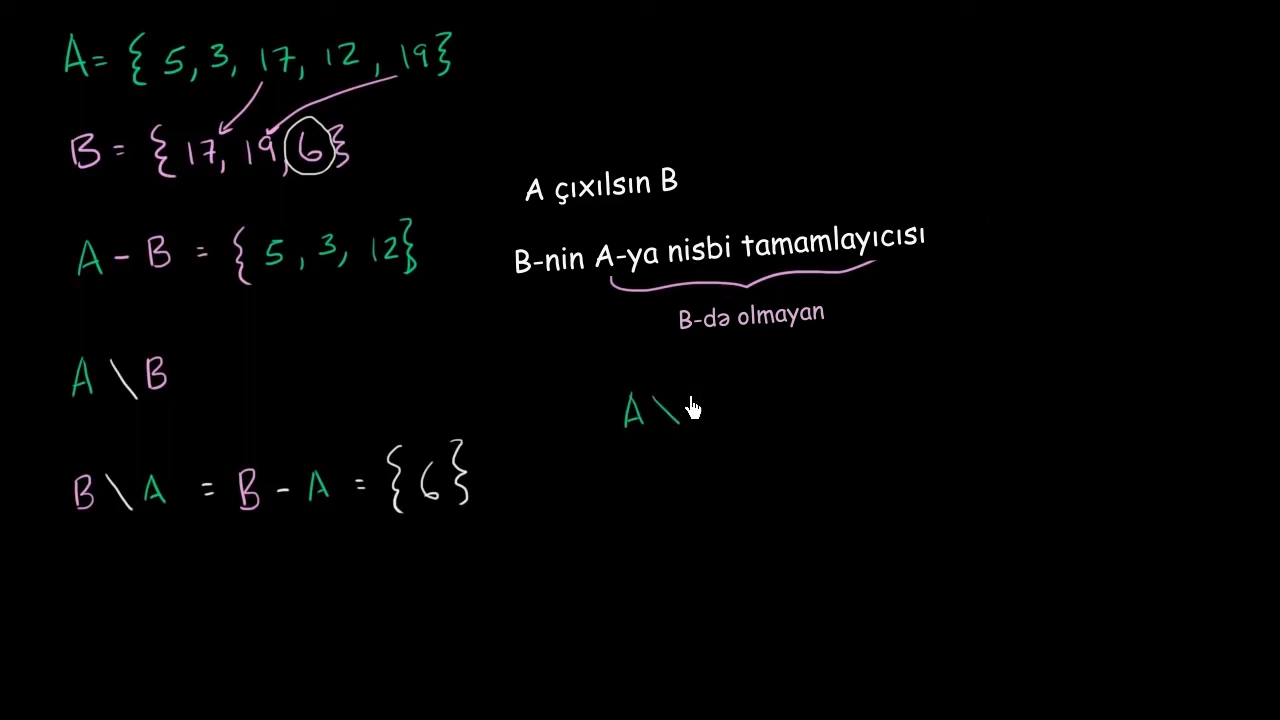 A = { 5, 3, 17, 12, 19}
B = { 17, 19, 6}
A çıxılsın B
A - B = { 5, 3, 12}
B-nin A-ya nisbi tamamlayıcısı
B-də olmayan
A \ B
A \
B \ A = B - A = {6}